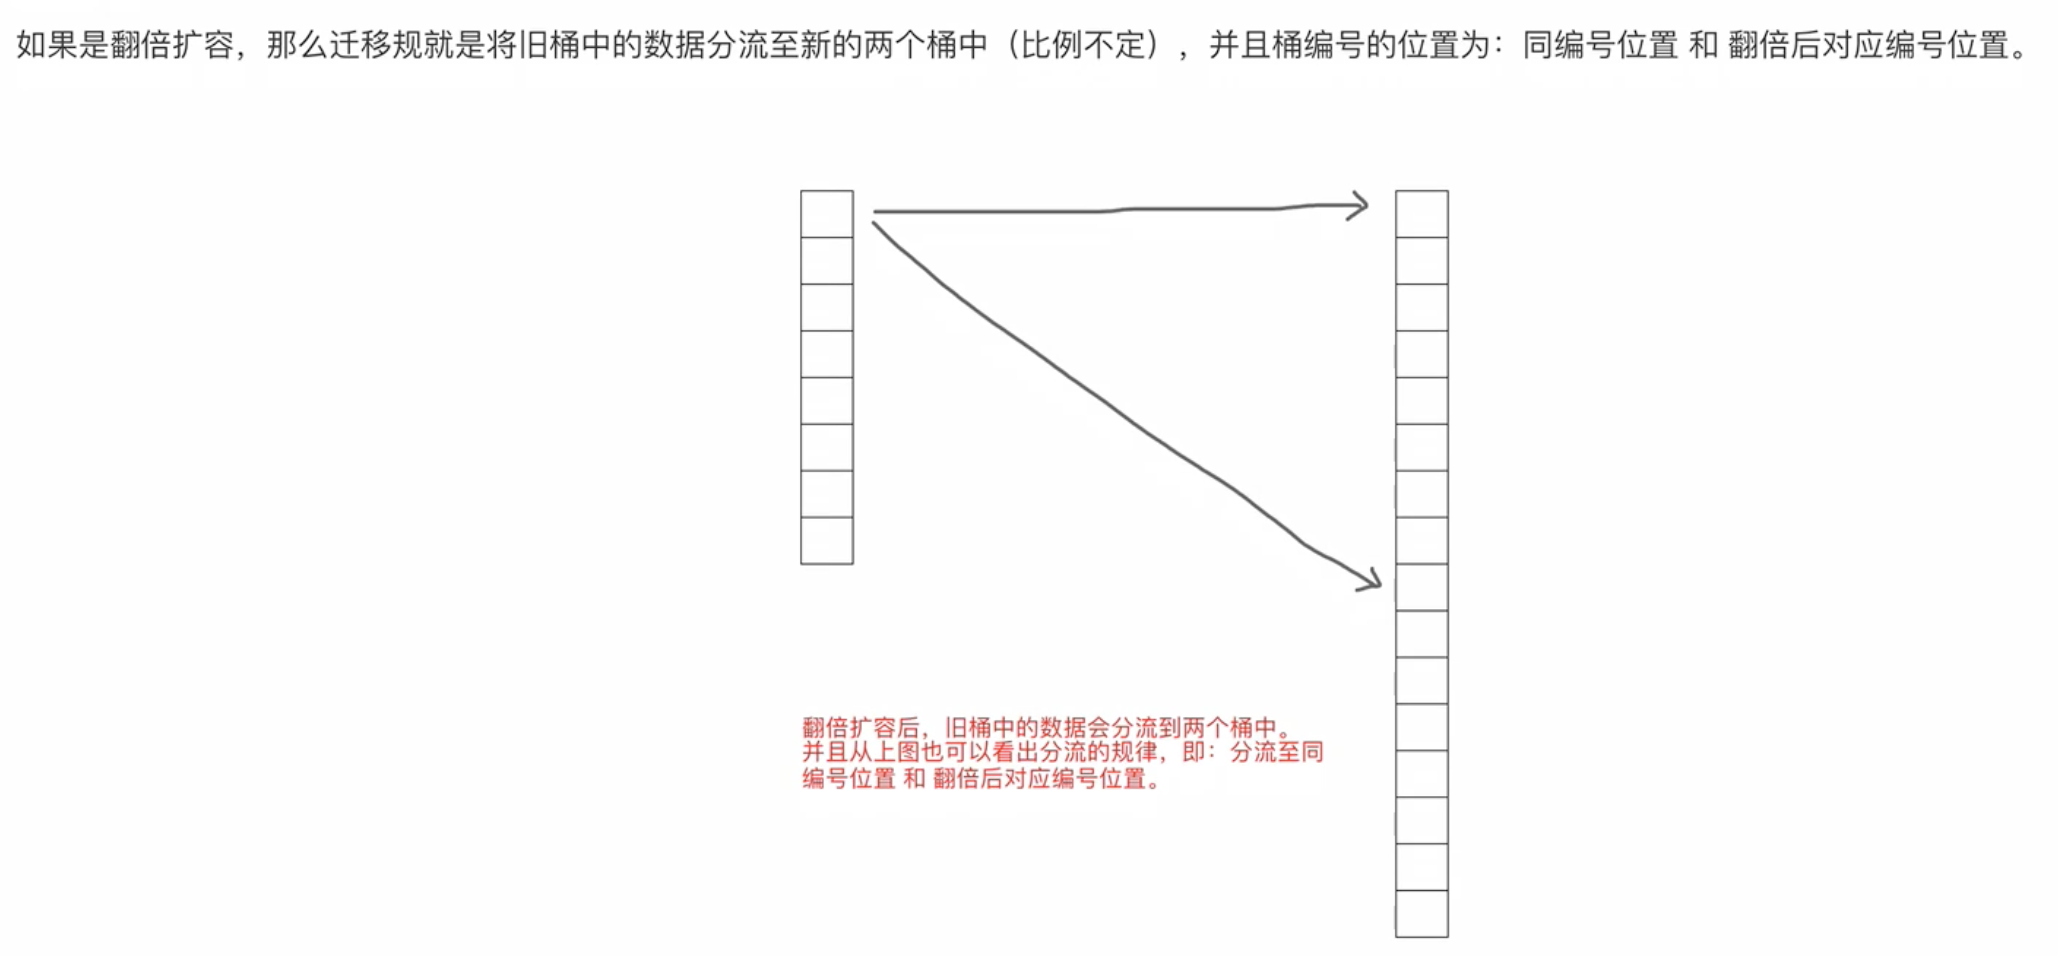 如果是翻倍扩容，那么迁移规就是将旧桶中的数据分流至新的两个桶中（比例不定），并且桶编号的位置为：同编号位置 和 翻倍后对应编号位置。
翻倍扩容后，旧桶中的数据会分流到两个桶中。
并且从上图也可以看出分流的规律，即：分流至同
编号位置 和 翻倍后对应编号位置。